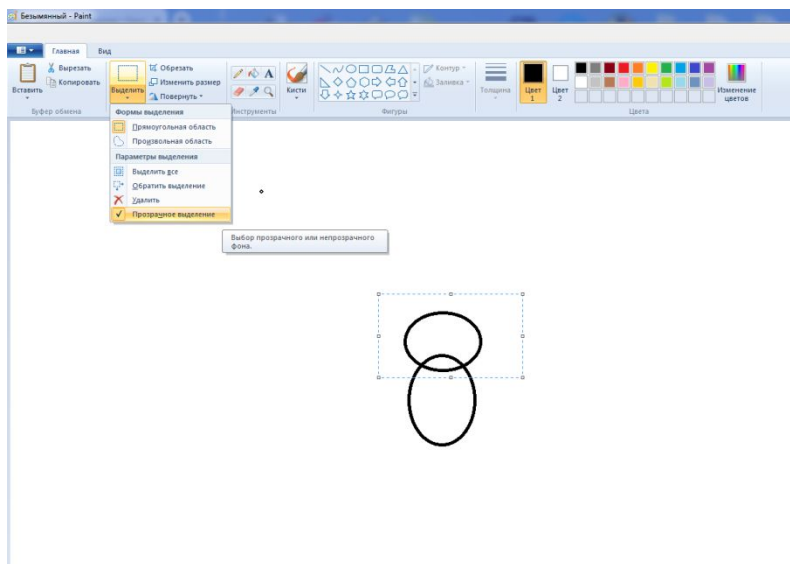 Безымянный - Paint
Главная Вид
Вставить
Вырезать
Копировать
Буфер обмена
Выделить
Обрезать
Изменить размер
Повернуть
Инструменты
Кисти
Фигуры
Контур
Заливка
Толщина
Цвет 1
Цвет 2
Цвета
Изменение цветов
Формы выделения
Прямоугольная область
Произвольная область
Параметры выделения
Выделить все
Обратить выделение
Удалить
Прозрачное выделение
Выбор прозрачного или непрозрачного
фона.